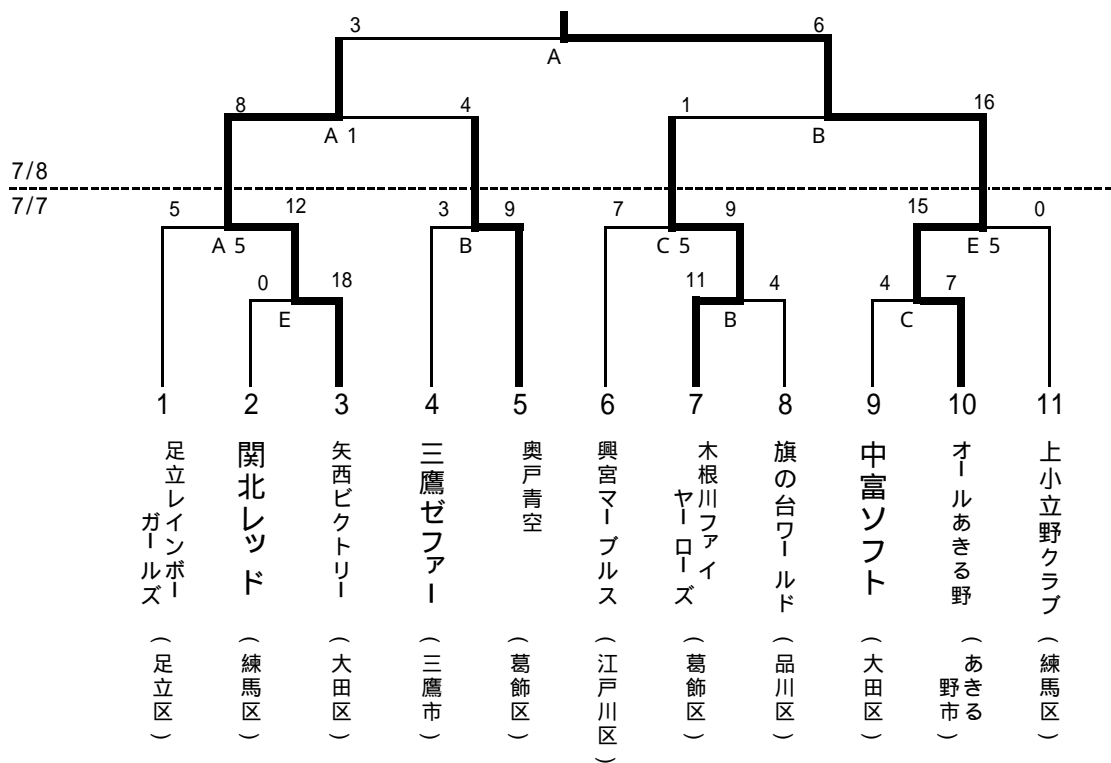 3 6
A
8 4 1 16
A 1 B
7/8
7/7
5 12 3 9 7 9 15 0
A 5 B C 5 E 5
0 18 11 4 4 7
E B C
1 2 3 4 5 6 7 8 9 10 11
足立レインボー
ガールズ
関北レッド
矢西ビクトリー
三鷹ゼファー
奥戸青空
興宮マーブルス
木根川ファイ
ヤーローズ
旗の台ワールド
中富ソフト
オールあきる野
上小立野クラブ
(足立区)
(練馬区)
(大田区)
(三鷹市)
(葛飾区)
(江戸川区)
(葛飾区)
(品川区)
(大田区)
(あきる
野市)
(練馬区)